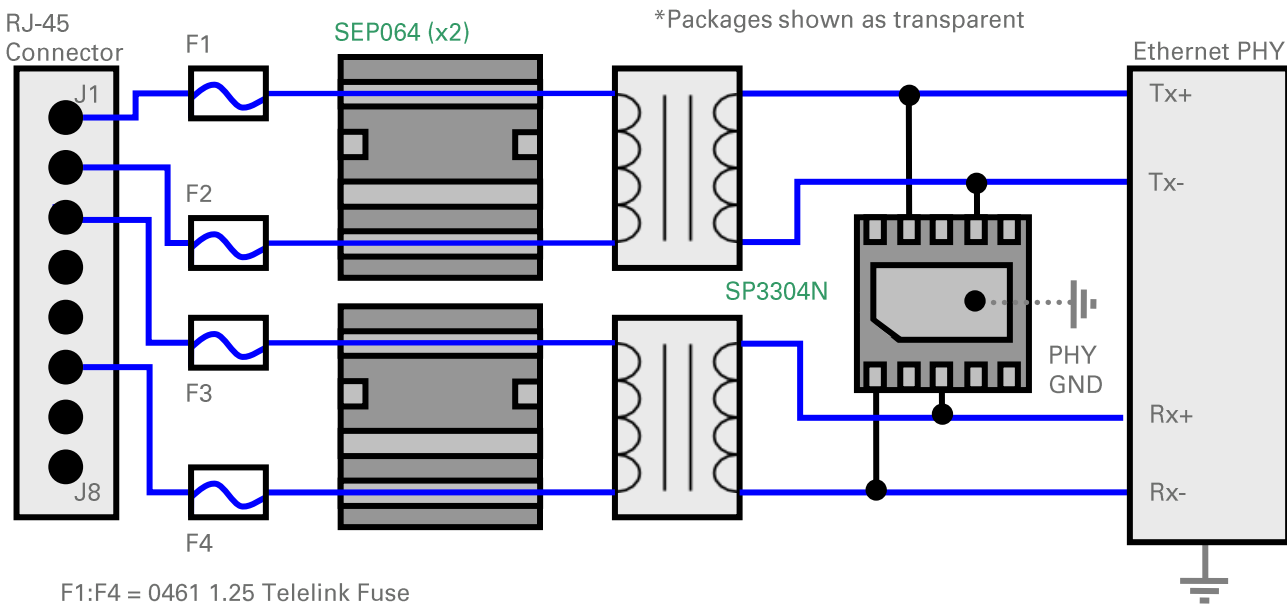 *Packages shown as transparent
RJ-45
Connector
F1
SEP064 (x2)
Ethernet PHY
J1
Tx+
F2
Tx-
SP3304N
F3
PHY
GND
Rx+
J8
Rx-
F4
F1:F4 = 0461 1.25 Telelink Fuse